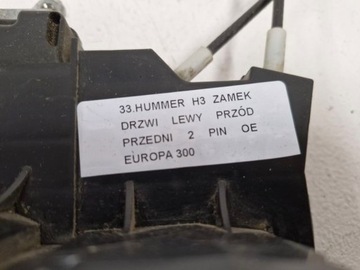 33.HUMMER H3 ZAMEK
DRZWI LEWY PRZÓD
PRZEDNI 2 PIN OE
EUROPA 300